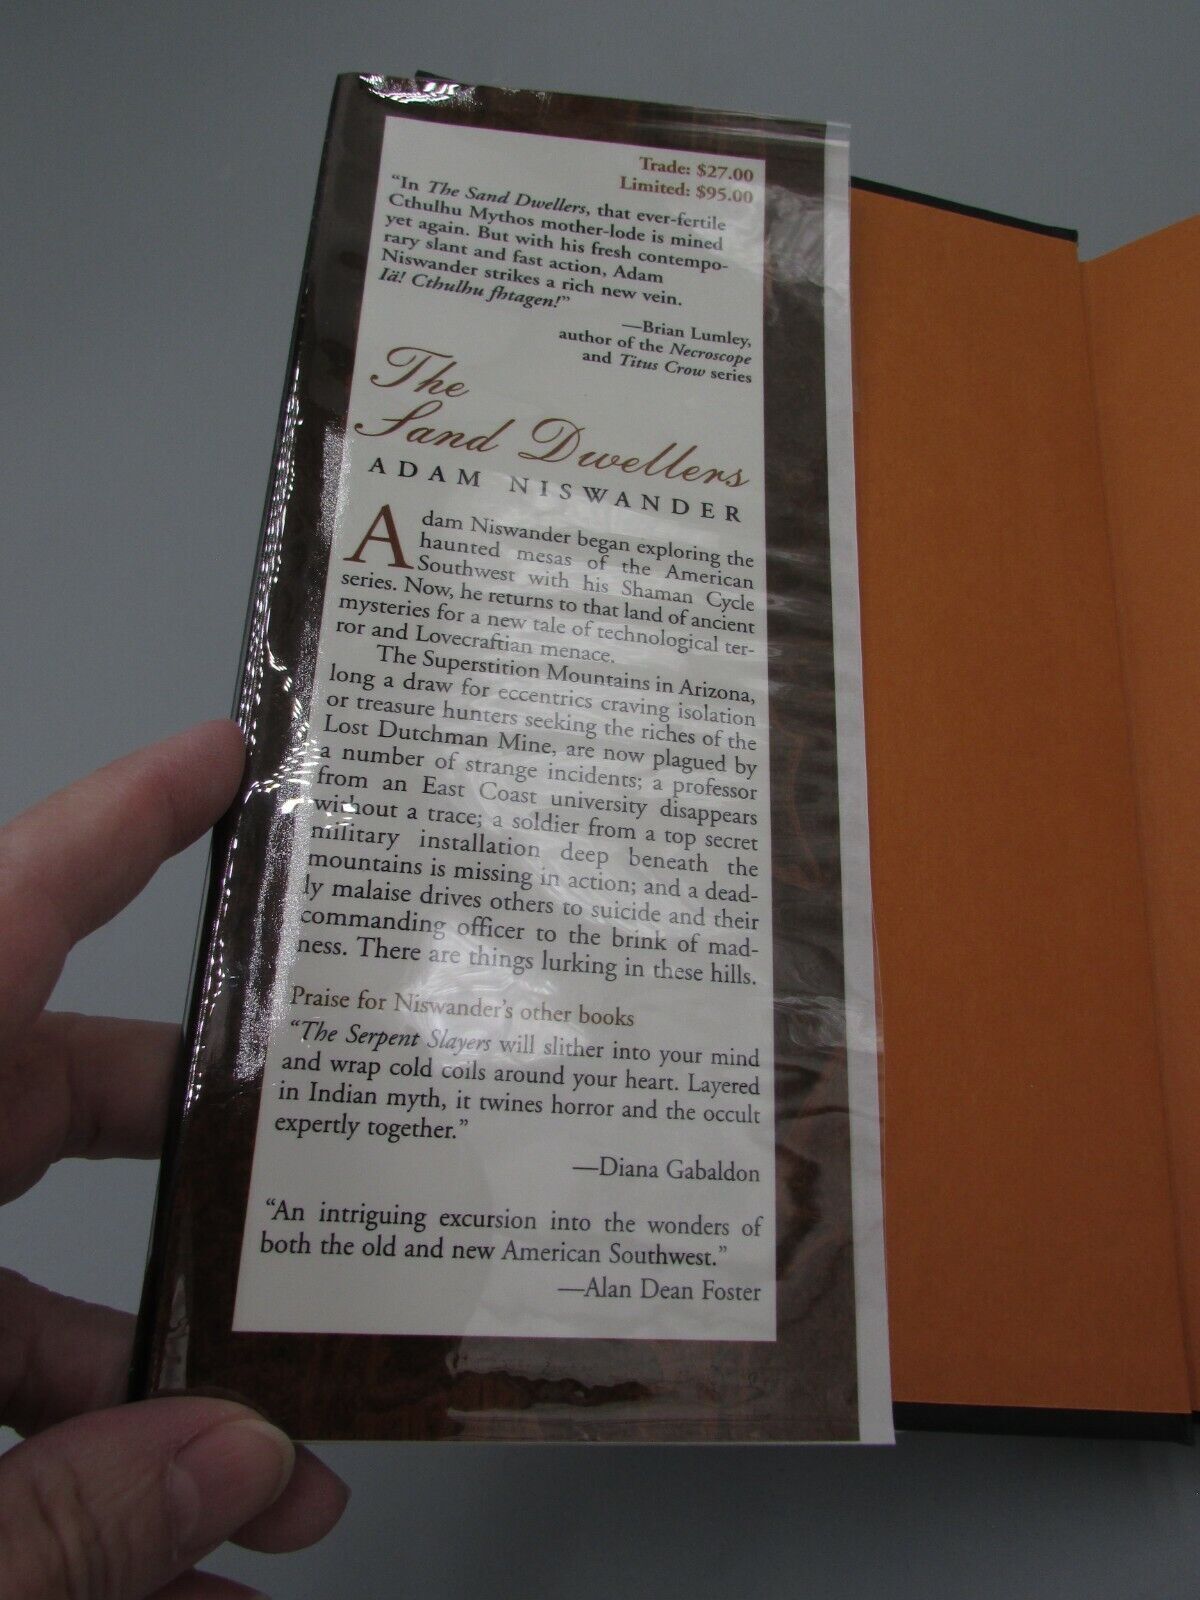 Trade: $27.00
Limited: $95.00
“In The Sand Dwellers, that ever-fertile
Cthulhu Mythos mother-lode is mined
yet again. But with his fresh contempo-
rary slant and fast action, Adam
Niswander strikes a rich new vein.
Iä! Cthulhu fhtagen!”
—Brian Lumley,
author of the Necroscope
and Titus Crow series
The
Sand Dwellers
ADAM NISWANDER
Adam Niswander began exploring the
haunted mesas of the American
Southwest with his Shaman Cycle
series. Now, he returns to that land of ancient
mysteries for a new tale of technological ter-
ror and Lovecraftian menace.
The Superstition Mountains in Arizona,
long a draw for eccentrics craving isolation
or treasure hunters seeking the riches of the
Lost Dutchman Mine, are now plagued by
a number of strange incidents; a professor
from an East Coast university disappears
without a trace; a soldier from a top secret
military installation deep beneath the
mountains is missing in action; and a dead-
ly malaise drives others to suicide and their
commanding officer to the brink of mad-
ness. There are things lurking in these hills.
Praise for Niswander’s other books
“The Serpent Slayers will slither into your mind
and wrap cold coils around your heart. Layered
in Indian myth, it twines horror and the occult
expertly together.”
—Diana Gabaldon
“An intriguing excursion into the wonders of
both the old and new American Southwest.”
—Alan Dean Foster